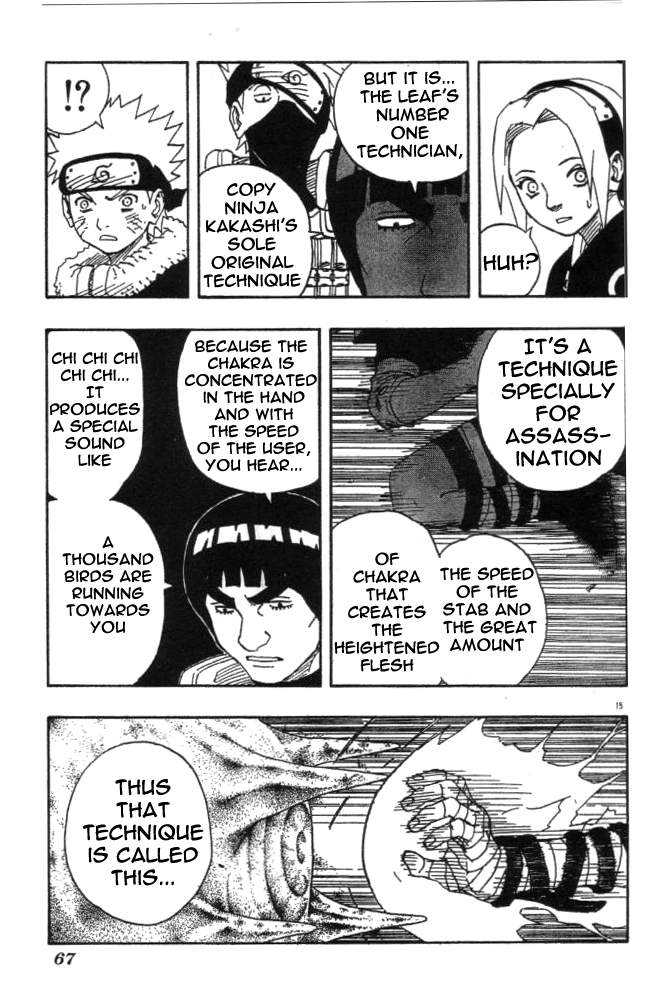 HUH?
BUT IT IS...
THE LEAF'S
NUMBER
ONE
TECHNICIAN,
COPY
NINJA
KAKASHI'S
SOLE
ORIGINAL
TECHNIQUE
!?
IT'S A
TECHNIQUE
SPECIALLY
FOR
ASSASS-
INATION
THE SPEED
OF THE
STAB AND
THE GREAT
AMOUNT
OF
CHAKRA
THAT
CREATES
THE
HEIGHTENED
FLESH
BECAUSE THE
CHAKRA IS
CONCENTRATED
IN THE HAND
AND WITH
THE SPEED
OF THE USER,
YOU HEAR...
CHI CHI CHI
CHI CHI...
IT
PRODUCES
A SPECIAL
SOUND
LIKE
A
THOUSAND
BIRDS ARE
RUNNING
TOWARDS
YOU
15
THUS
THAT
TECHNIQUE
IS CALLED
THIS...
67